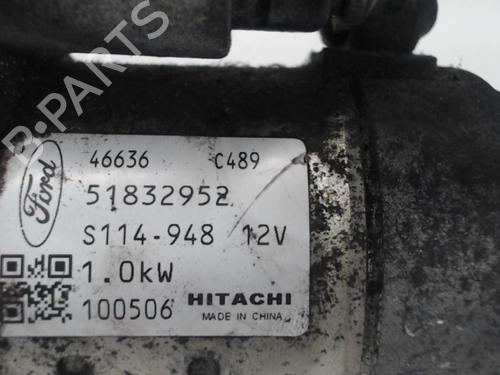 B-PARTS
Ford
46636 C489
51832952
S114-948 12V
1.0kW
100506 HITACHI
MADE IN CHINA